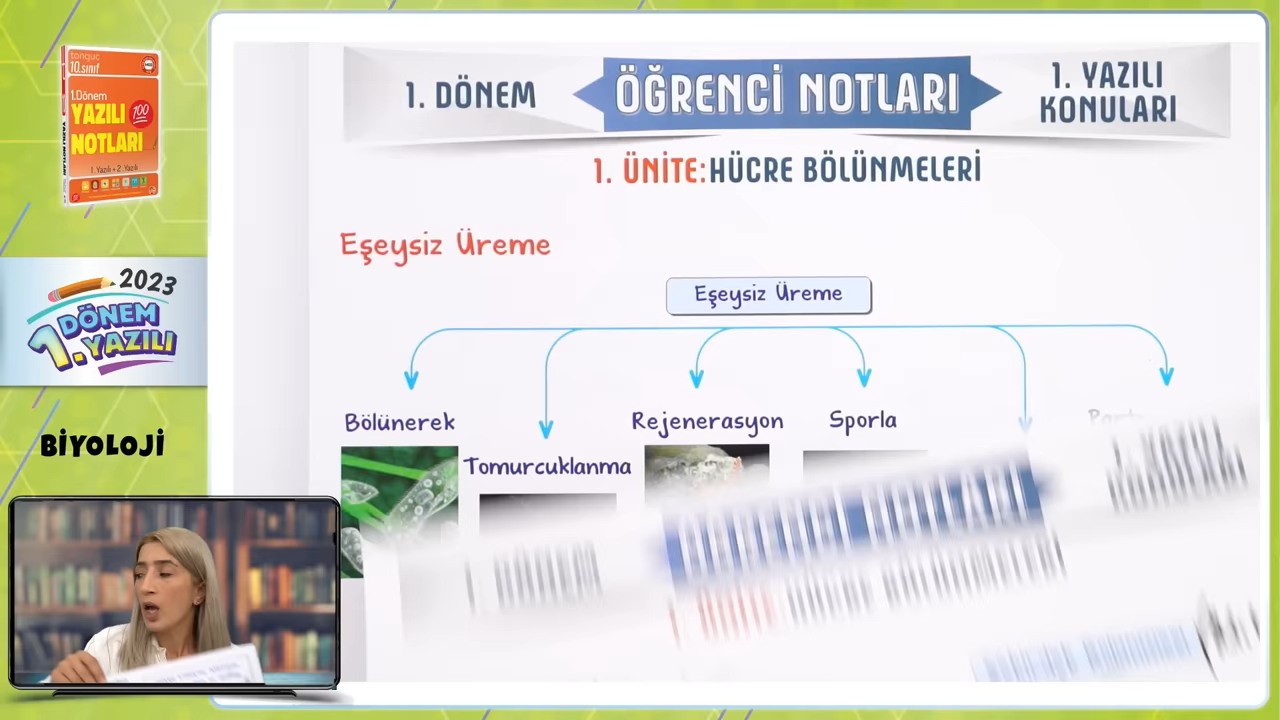 tonguç
10.sınıf
1.Dönem
YAZILI
100
NOTLARI
1. Yazılı + 2. Yazılı
YAZILI NOTLARI
2023
1. DÖNEM
YAZILI
BİYOLOJİ
1. DÖNEM
ÖĞRENCİ NOTLARI
1. YAZILI
KONULARI
1. ÜNİTE:HÜCRE BÖLÜNMELERİ
Eşeysiz Üreme
Eşeysiz Üreme
Bölünerek
Tomurcuklanma
Rejenerasyon
Sporla